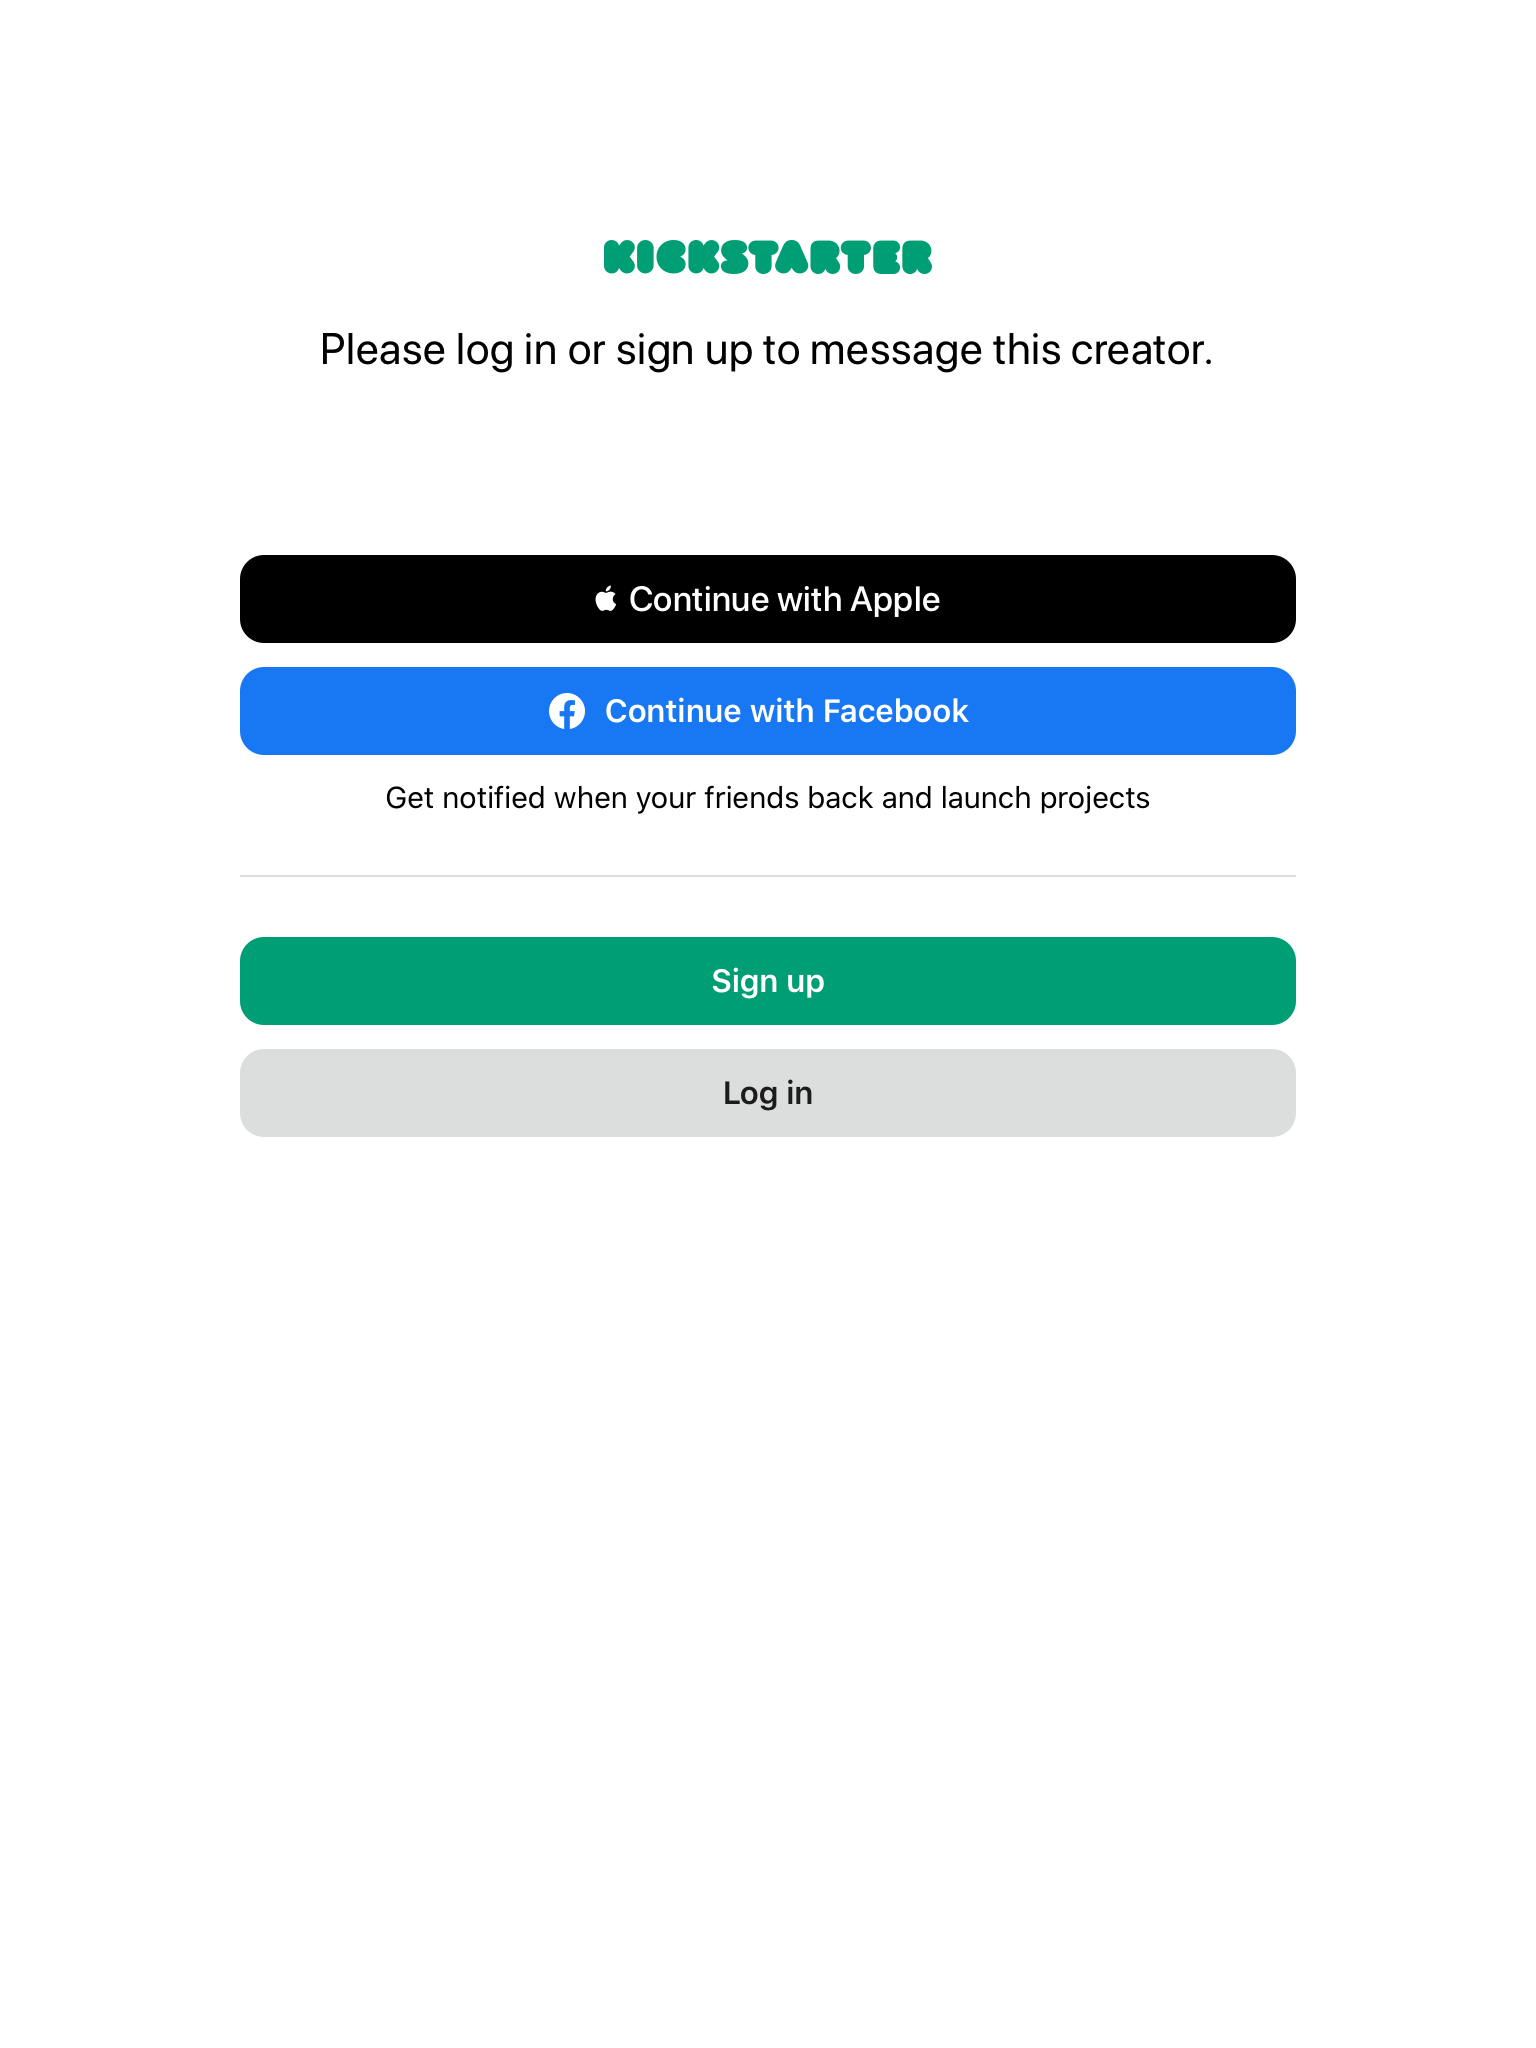 KICKSTARTER
Please log in or sign up to message this creator.
Continue with Apple
Continue with Facebook
Get notified when your friends back and launch projects
Sign up
Log in